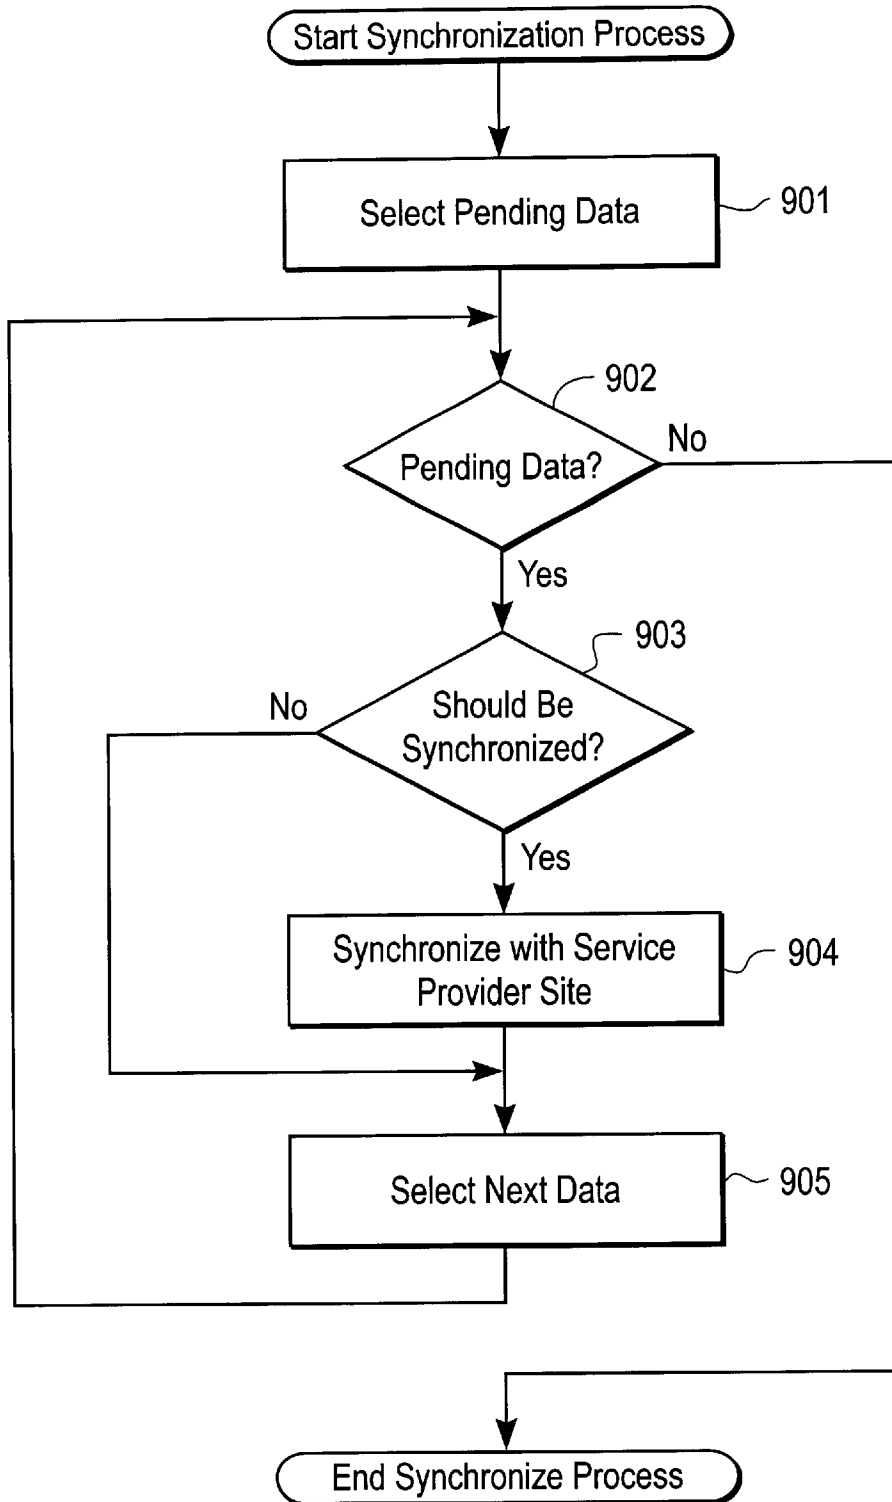 Start Synchronization Process
Select Pending Data
901
902
Pending Data?
No
Yes
903
No
Should Be
Synchronized?
Yes
Synchronize with Service
Provider Site
904
Select Next Data
905
End Synchronize Process